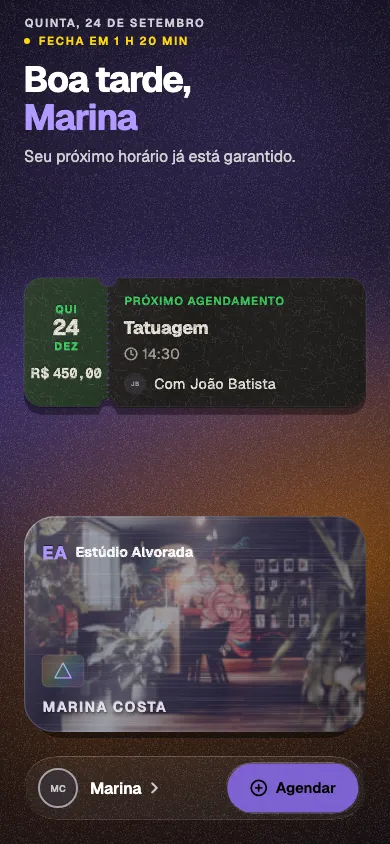 QUINTA, 24 DE SETEMBRO
FECHA EM 1 H 20 MIN
Boa tarde,
Marina
Seu próximo horário já está garantido.
QUI
24
DEZ
R$ 450,00
PRÓXIMO AGENDAMENTO
Tatuagem
14:30
JB
Com João Batista
EA Estúdio Alvorada
MARINA COSTA
MC
Marina
Agendar